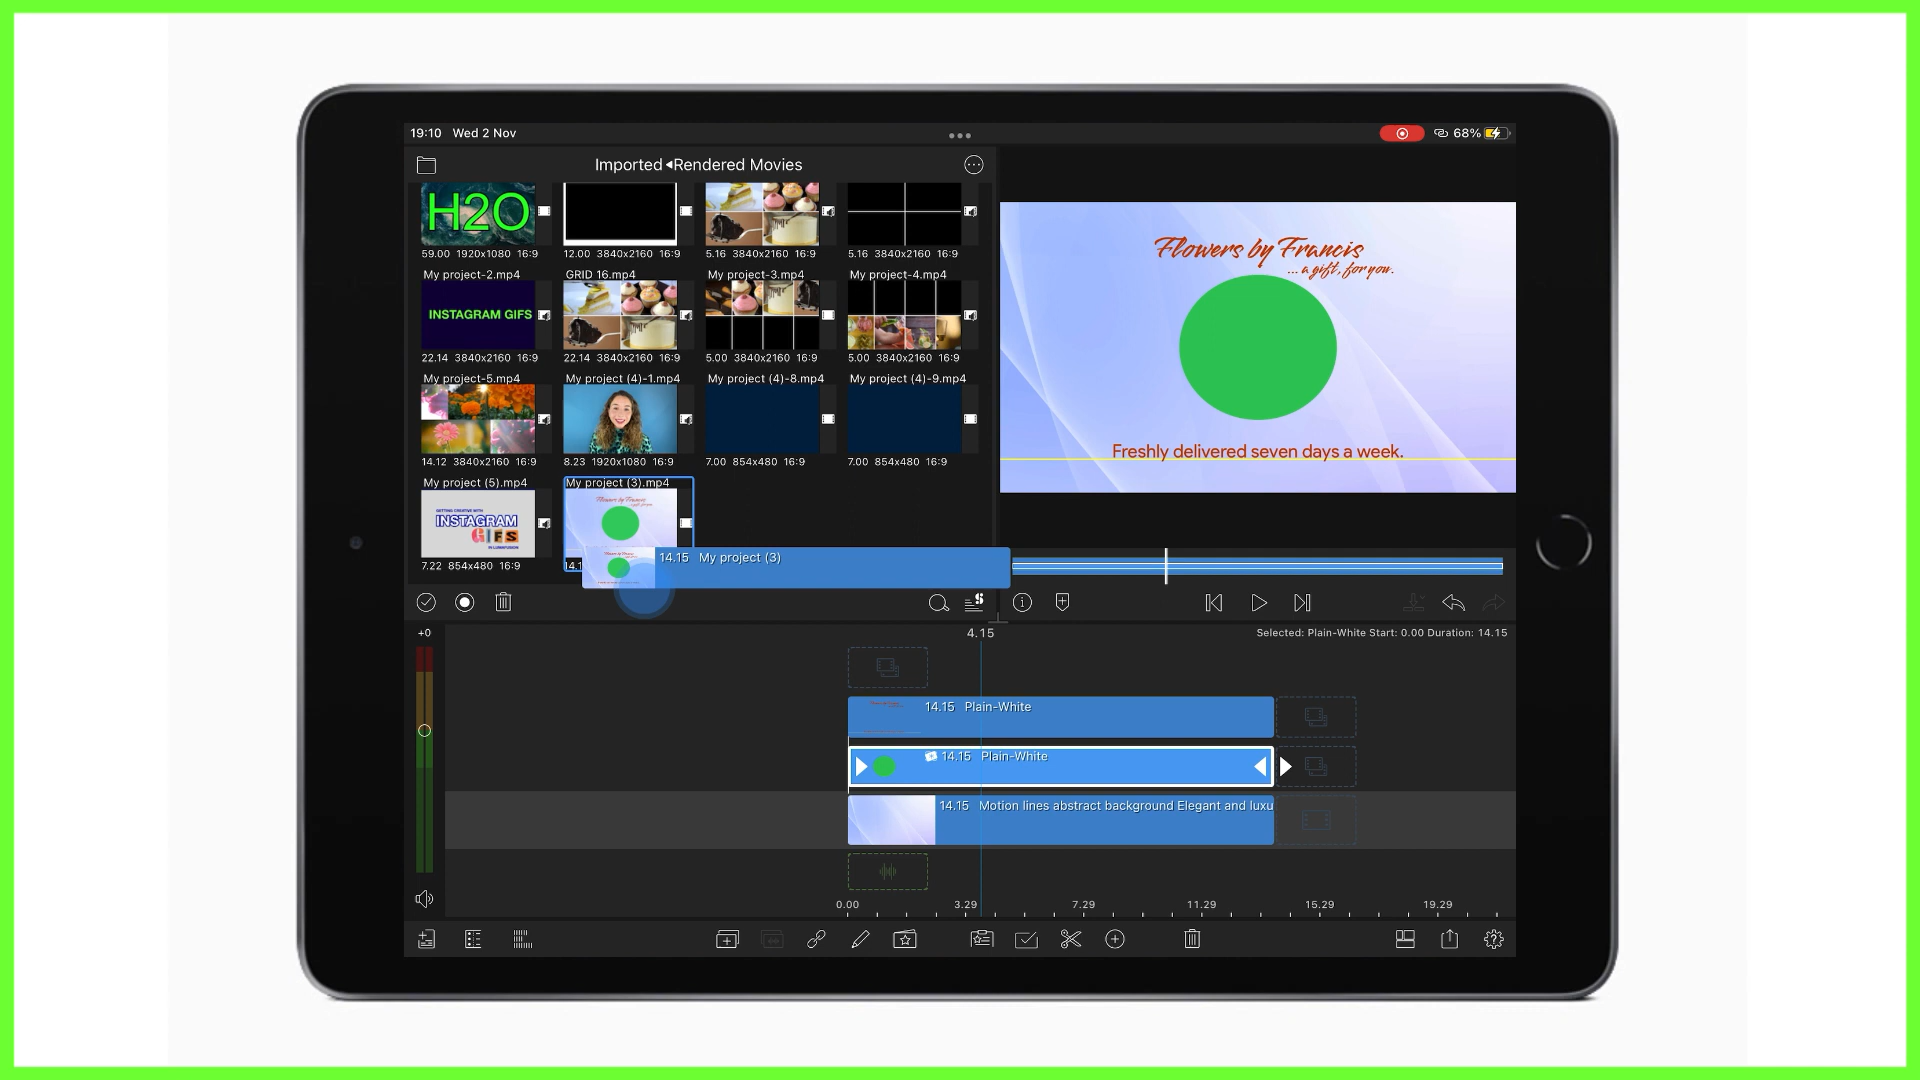 19:10 Wed 2 Nov
68%
Imported Rendered Movies
H2O
59.00 1920x1080 16:9
12.00 3840x2160 16:9
5.16 3840x2160 16:9
5.16 3840x2160 16:9
My project-2.mp4
GRID 16.mp4
My project-3.mp4
My project-4.mp4
INSTAGRAM GIFS
22.14 3840x2160 16:9
22.14 3840x2160 16:9
5.00 3840x2160 16:9
5.00 3840x2160 16:9
My project-5.mp4
My project (4)-1.mp4
My project (4)-8.mp4
My project (4)-9.mp4
14.12 3840x2160 16:9
8.23 1920x1080 16:9
7.00 854x480 16:9
7.00 854x480 16:9
My project (5).mp4
My project (3).mp4
GETTING CREATIVE WITH
INSTAGRAM
GIFS
IN LUMAFUSION
7.22 854x480 16:9
14.15 My project (3)
Flowers by Francis
... a gift, for you.
Freshly delivered seven days a week.
+0
4.15
Selected: Plain-White Start: 0.00 Duration: 14.15
14.15 Plain-White
14.15 Plain-White
14.15 Motion lines abstract background Elegant and luxu
0.00 3.29 7.29 11.29 15.29 19.29